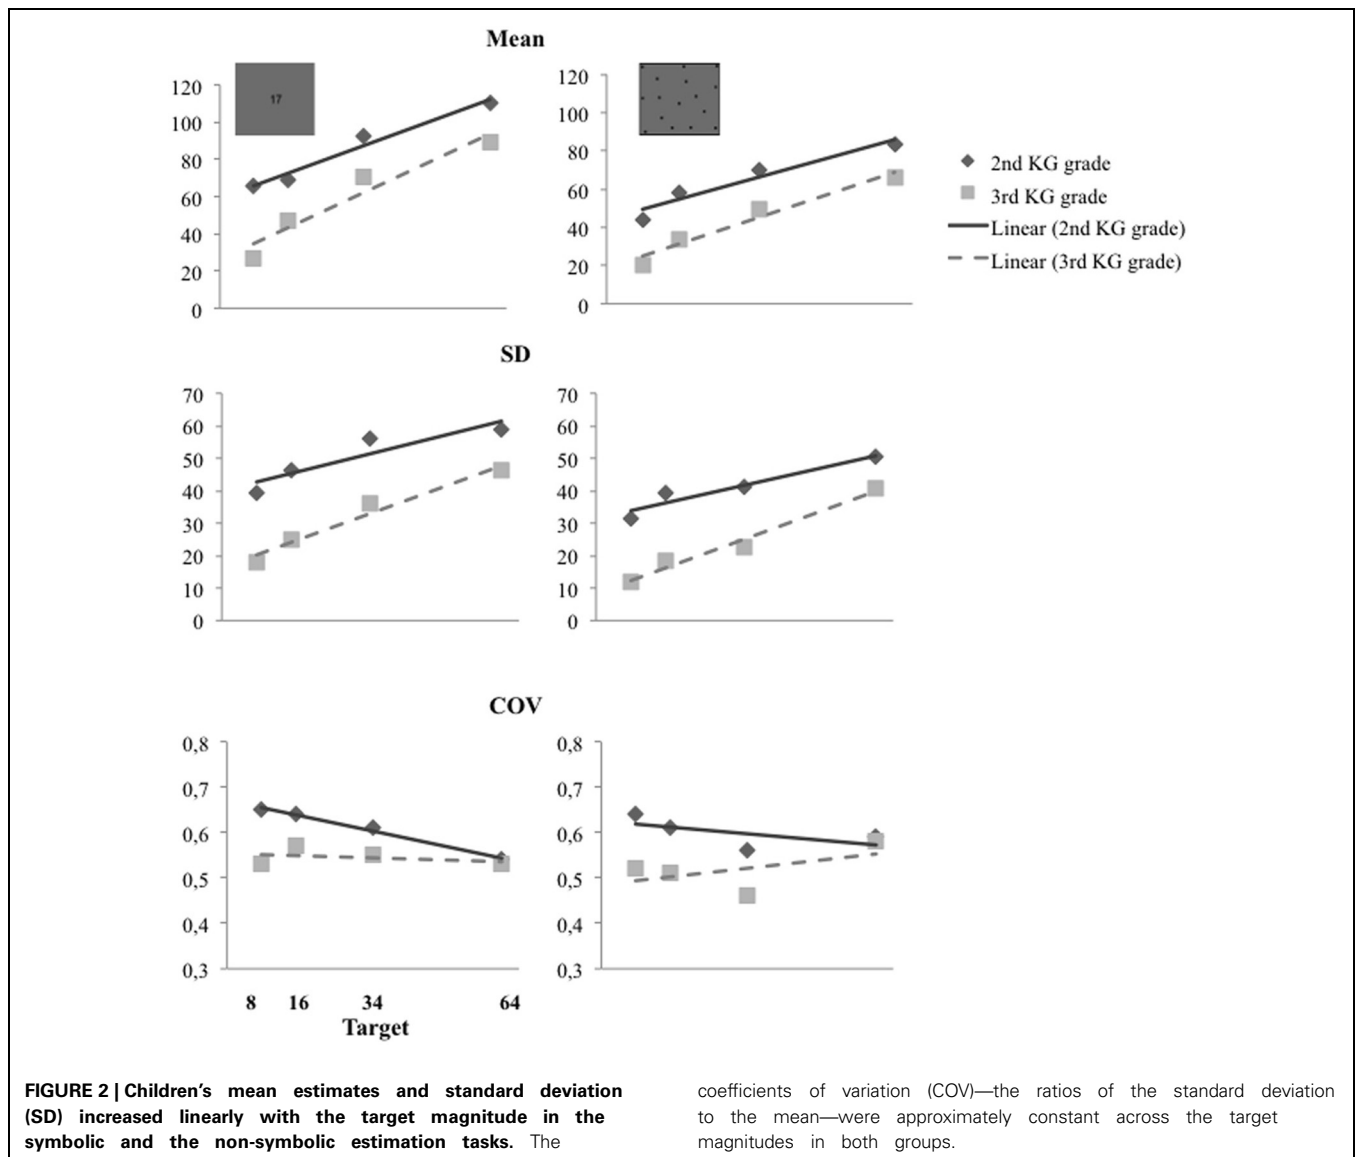 Mean
120
100
80
60
40
20
0
17
120
100
80
60
40
20
0
2nd KG grade
3rd KG grade
Linear (2nd KG grade)
Linear (3rd KG grade)
SD
70
60
50
40
30
20
10
0
70
60
50
40
30
20
10
0
COV
0,8
0,7
0,6
0,5
0,4
0,3
0,8
0,7
0,6
0,5
0,4
0,3
8 16 34 64
Target
FIGURE 2 | Children's mean estimates and standard deviation
(SD) increased linearly with the target magnitude in the
symbolic and the non-symbolic estimation tasks. The
coefficients of variation (COV)—the ratios of the standard deviation
to the mean—were approximately constant across the target
magnitudes in both groups.